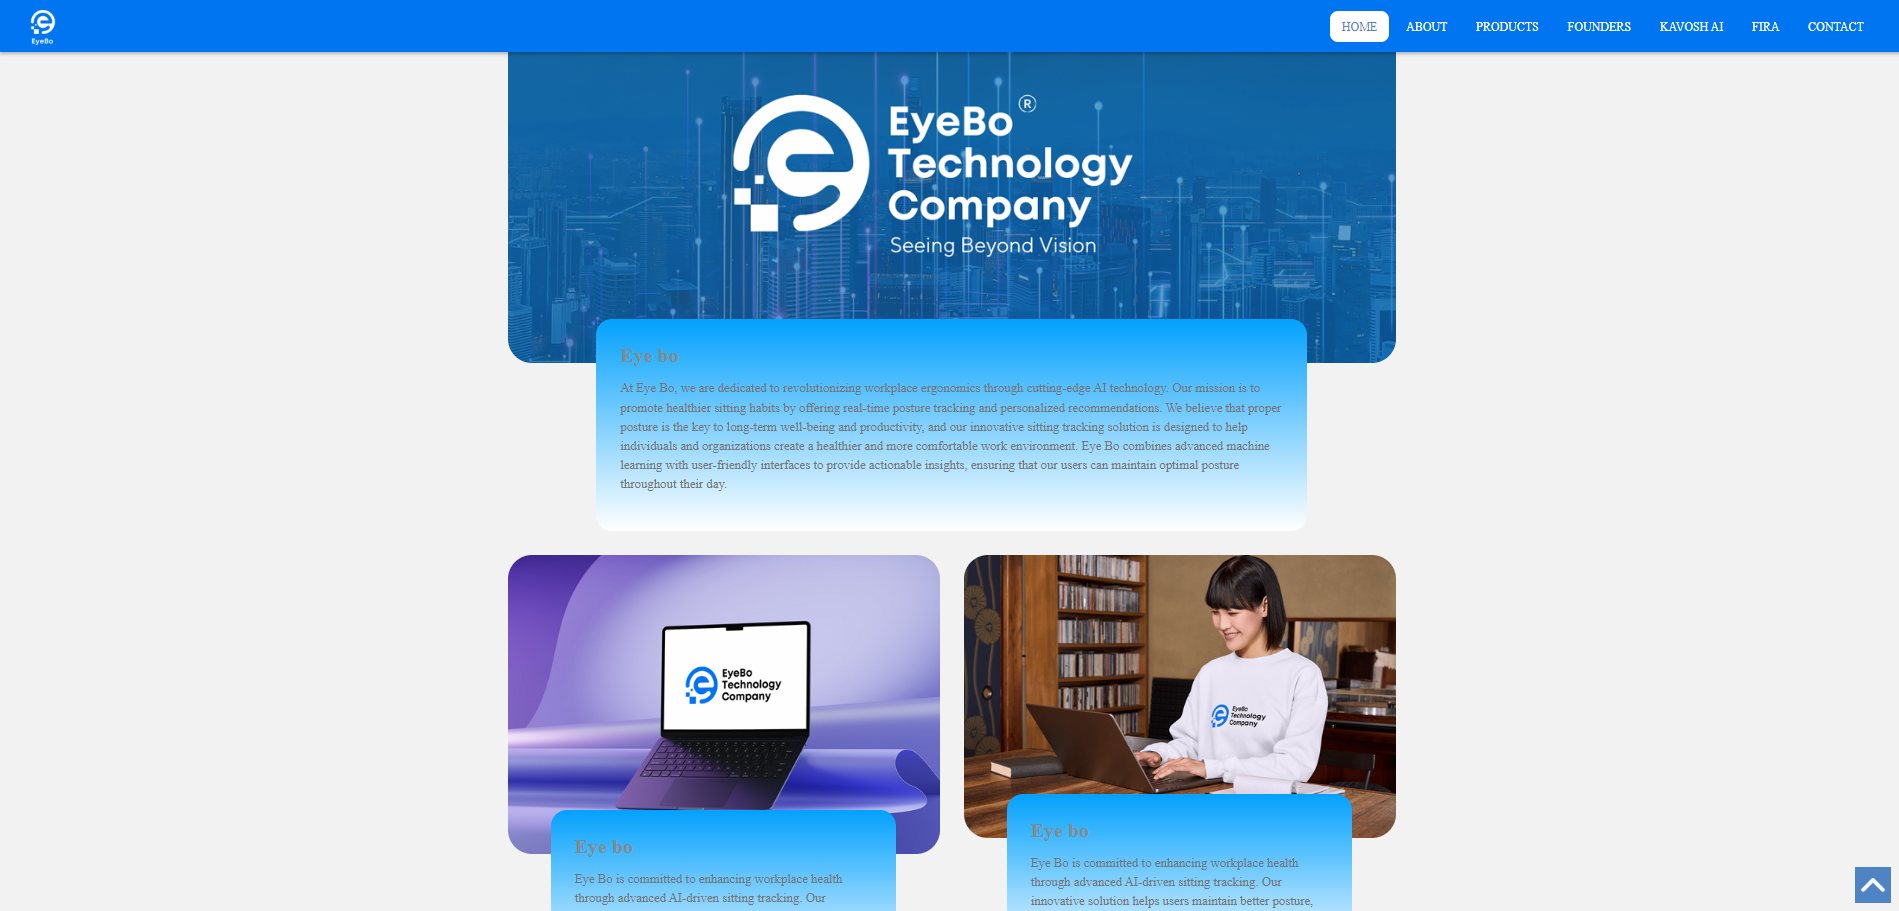 EyeBo
HOME ABOUT PRODUCTS FOUNDERS KAVOSH AI FIRA CONTACT
EyeBo®
Technology
Company
Seeing Beyond Vision
Eye bo
At Eye Bo, we are dedicated to revolutionizing workplace ergonomics through cutting-edge AI technology. Our mission is to
promote healthier sitting habits by offering real-time posture tracking and personalized recommendations. We believe that proper
posture is the key to long-term well-being and productivity, and our innovative sitting tracking solution is designed to help
individuals and organizations create a healthier and more comfortable work environment. Eye Bo combines advanced machine
learning with user-friendly interfaces to provide actionable insights, ensuring that our users can maintain optimal posture
throughout their day.
EyeBo
Technology
Company
Eye bo
Eye Bo is committed to enhancing workplace health
through advanced AI-driven sitting tracking. Our
EyeBo
Technology
Company
Eye bo
Eye Bo is committed to enhancing workplace health
through advanced AI-driven sitting tracking. Our
innovative solution helps users maintain better posture,